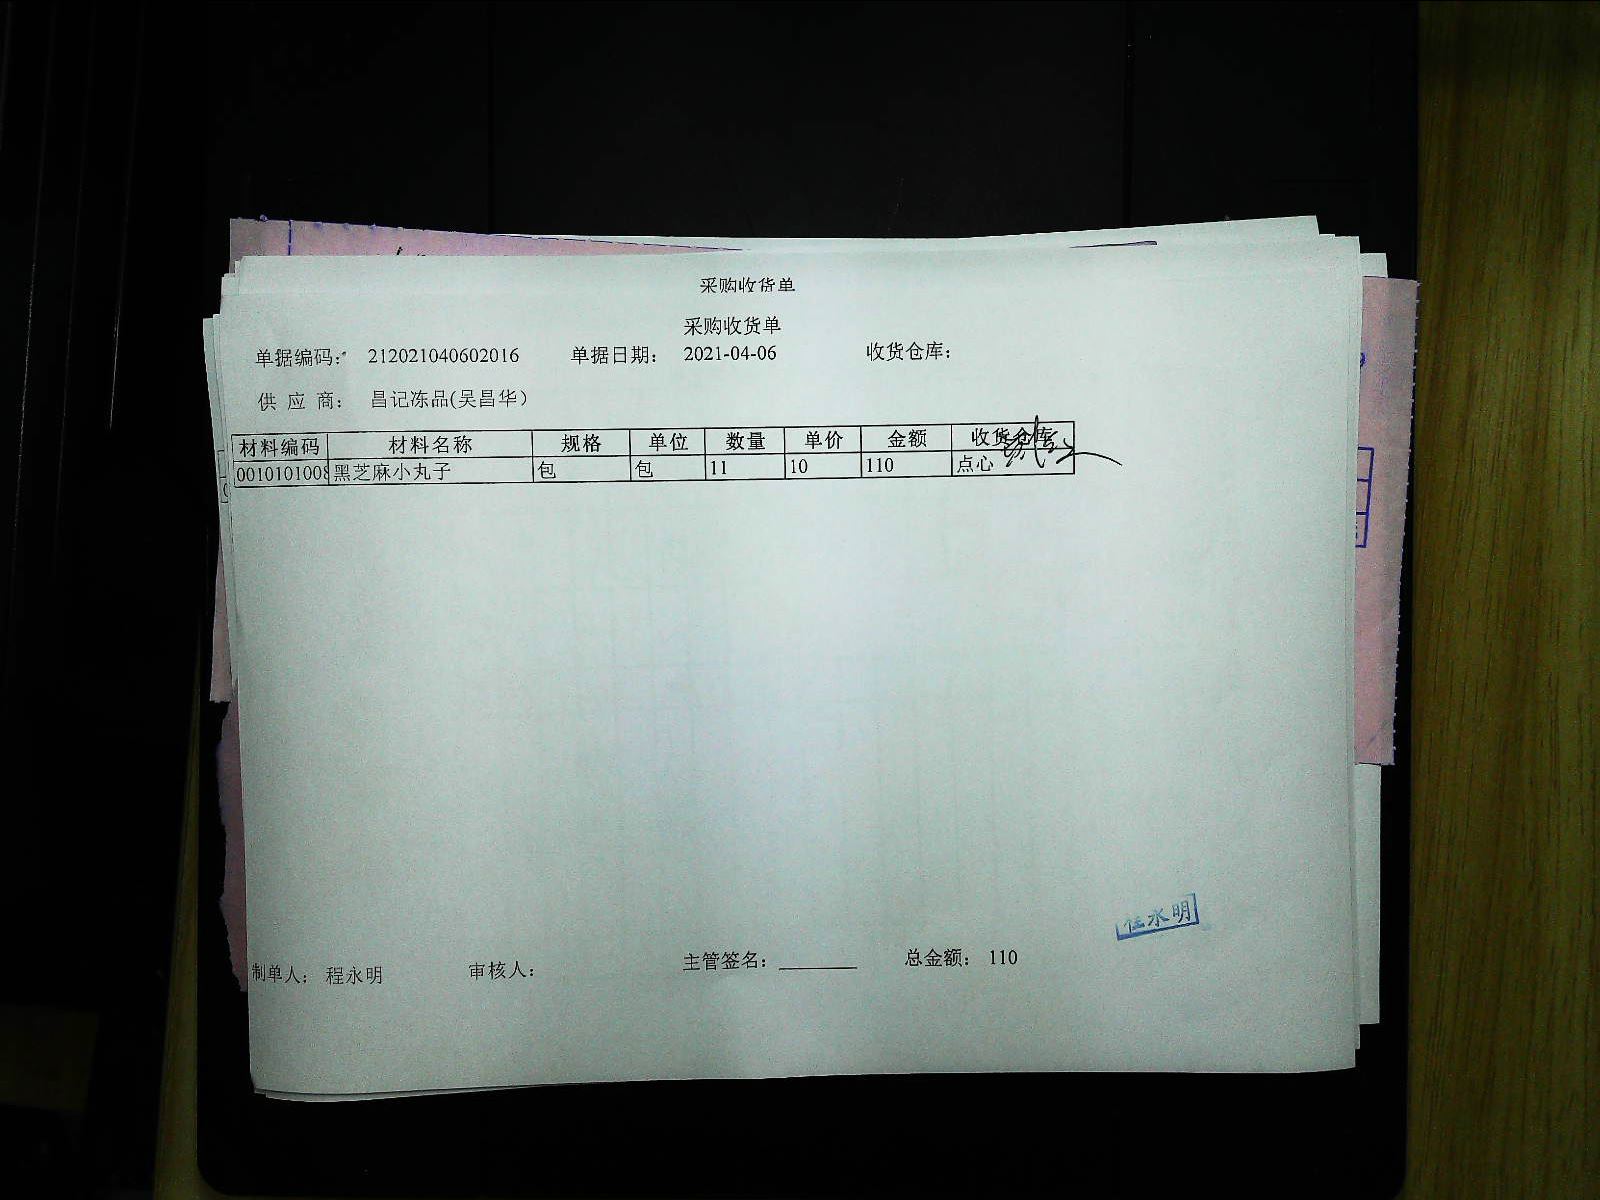 采购收货单
采购收货单
单据编码： 212021040602016 单据日期： 2021-04-06 收货仓库：
供 应 商： 昌记冻品(吴昌华）
材料编码 材料名称 规格 单位 数量 单价 金额 收货仓库
0010101008 黑芝麻小丸子 包 包 11 10 110 点心
程永明
制单人： 程永明 审核人： 主管签名：________ 总金额： 110